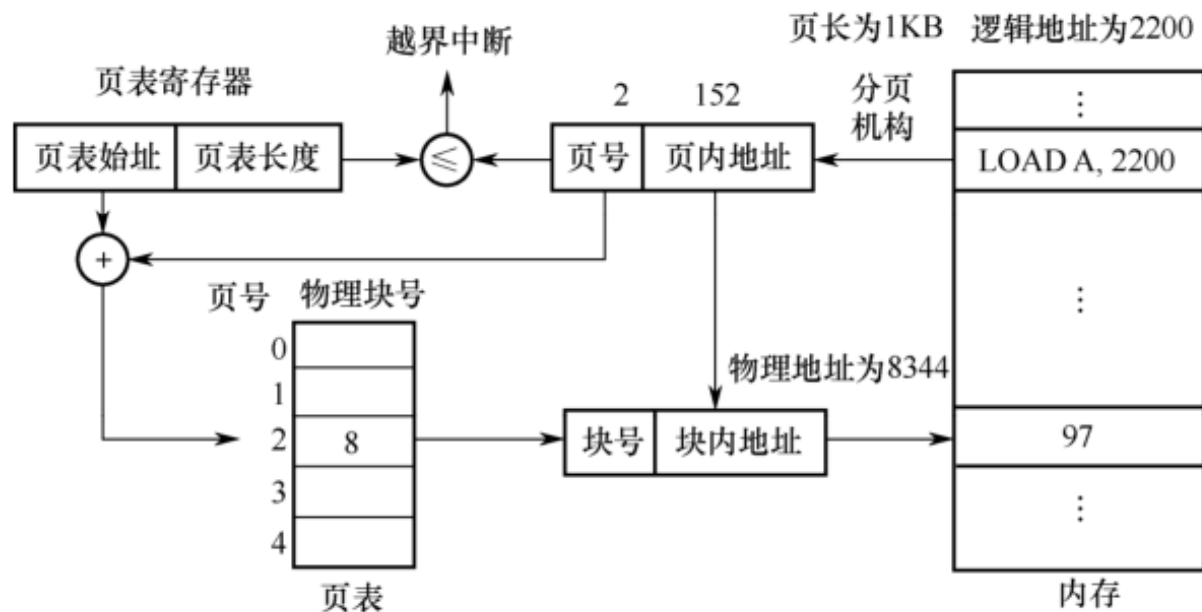 页长为1KB 逻辑地址为2200
越界中断
页表寄存器
2 152
分页
机构
⋮
页表始址 页表长度
≤
页号 页内地址
LOAD A, 2200
+
页号 物理块号
⋮
物理地址为8344
0
1
2 8
3
4
块号 块内地址
97
⋮
页表
内存